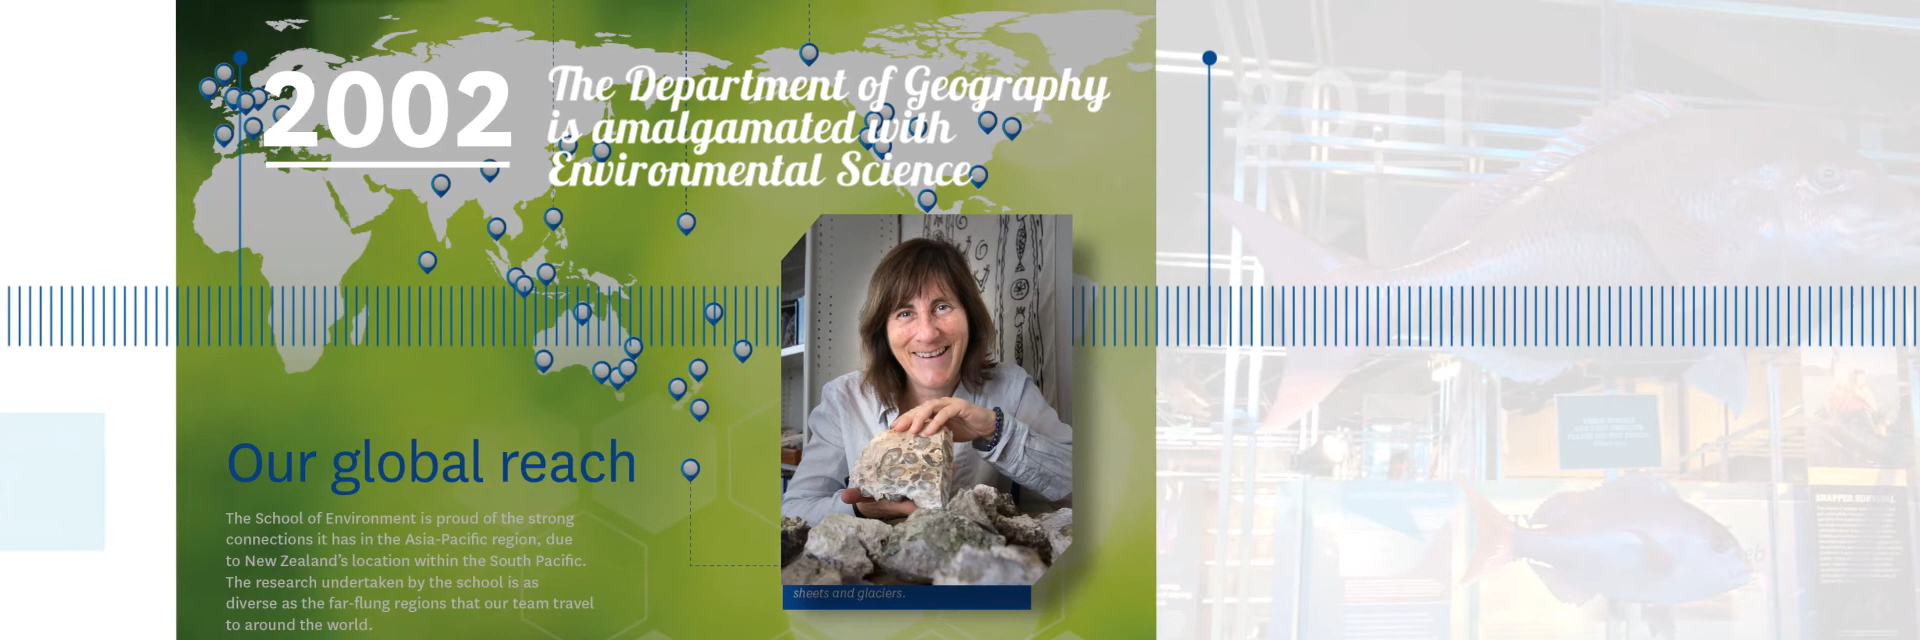 2002
The Department of Geography
is amalgamated with
Environmental Science
2011
Our global reach
The School of Environment is proud of the strong
connections it has in the Asia-Pacific region, due
to New Zealand's location within the South Pacific.
The research undertaken by the school is as
diverse as the far-flung regions that our team travel
to around the world.
sheets and glaciers.
SNAPPER SURVIVAL